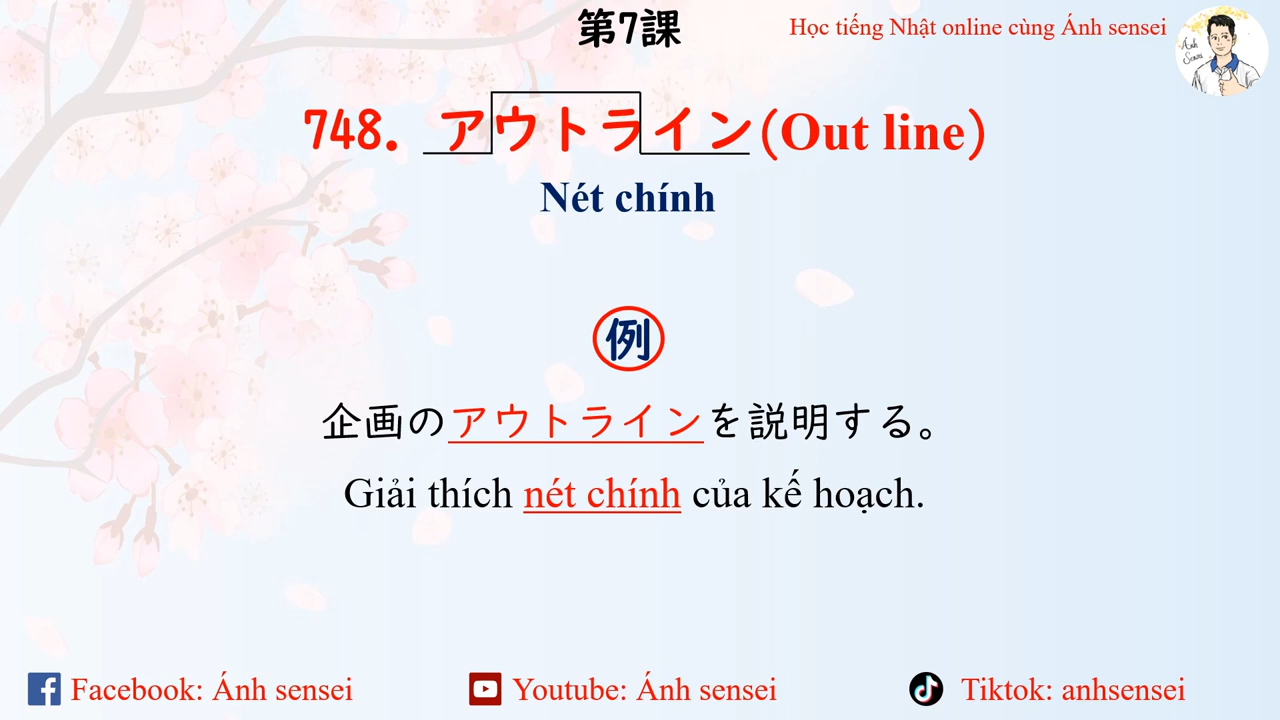 第7課
Học tiếng Nhật online cùng Ánh sensei
Ánh Sensei
748. アウトライン(Out line)
Nét chính
例
企画のアウトラインを説明する。
Giải thích nét chính của kế hoạch.
Facebook: Ánh sensei
Youtube: Ánh sensei
Tiktok: anhsensei